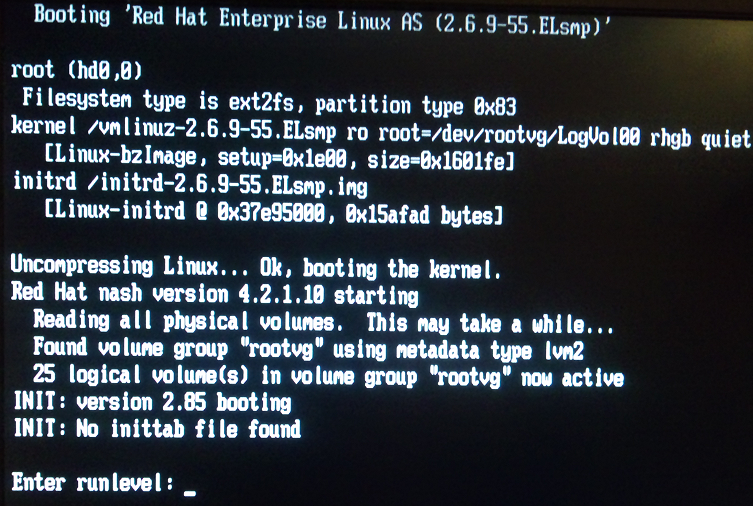 Booting 'Red Hat Enterprise Linux AS (2.6.9-55.ELsmp)'
root (hd0,0)
Filesystem type is ext2fs, partition type 0x83
kernel /vmlinuz-2.6.9-55.ELsmp ro root=/dev/rootvg/LogVol00 rhgb quiet
[Linux-bzImage, setup=0x1e00, size=0x1601fe]
initrd /initrd-2.6.9-55.ELsmp.img
[Linux-initrd @ 0x37e95000, 0x15afad bytes]
Uncompressing Linux... Ok, booting the kernel.
Red Hat nash version 4.2.1.10 starting
Reading all physical volumes.  This may take a while...
Found volume group "rootvg" using metadata type lvm2
25 logical volume(s) in volume group "rootvg" now active
INIT: version 2.85 booting
INIT: No inittab file found
Enter runlevel: _